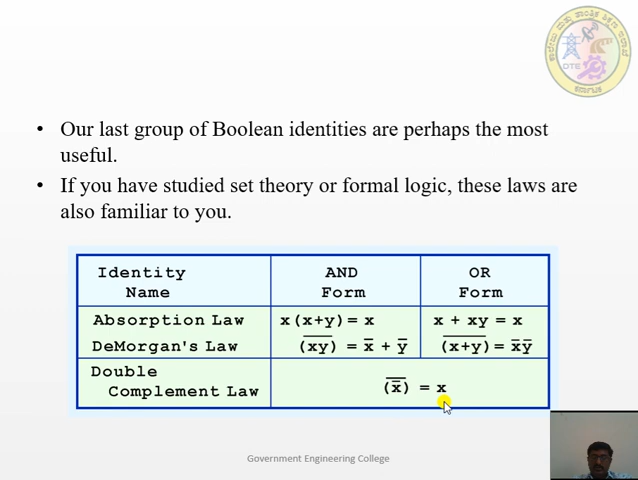 DTE
• Our last group of Boolean identities are perhaps the most
useful.
• If you have studied set theory or formal logic, these laws are
also familiar to you.
Identity Name AND Form OR Form
Absorption Law x(x+y)= x x + xy = x
DeMorgan's Law (x͞y͞) = x̅ + y̅ (x͞+͞y͞)= x̅y̅
Double
Complement Law (x̿) = x
Government Engineering College